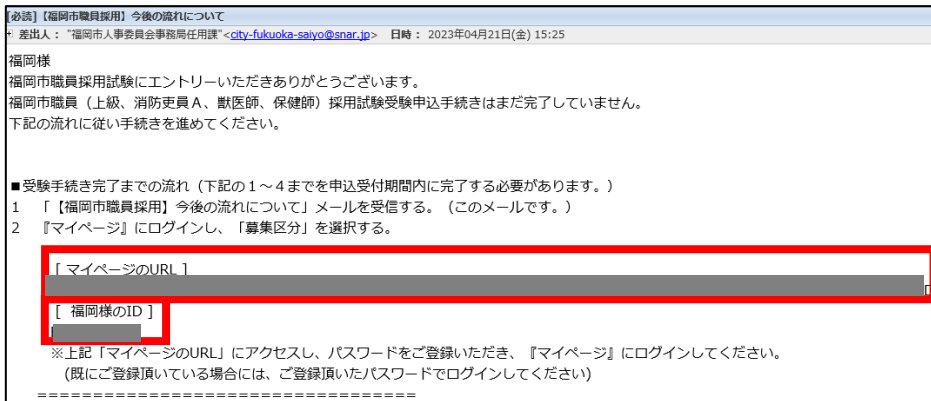 [必読]【福岡市職員採用】今後の流れについて
差出人： "福岡市人事委員会事務局任用課"<city-fukuoka-saiyo@snar.jp> 日時： 2023年04月21日(金) 15:25
福岡様
福岡市職員採用試験にエントリーいただきありがとうございます。
福岡市職員（上級、消防吏員Ａ、獣医師、保健師）採用試験受験申込手続きはまだ完了していません。
下記の流れに従い手続きを進めてください。
■受験手続き完了までの流れ（下記の１～４までを申込受付期間内に完了する必要があります。）
1 「【福岡市職員採用】今後の流れについて」メールを受信する。（このメールです。）
2 『マイページ』にログインし、「募集区分」を選択する。
[ マイページのURL ]
[ 福岡様のID ]
※上記「マイページのURL」にアクセスし、パスワードをご登録いただき、『マイページ』にログインしてください。
(既にご登録頂いている場合には、ご登録頂いたパスワードでログインしてください)
==================================